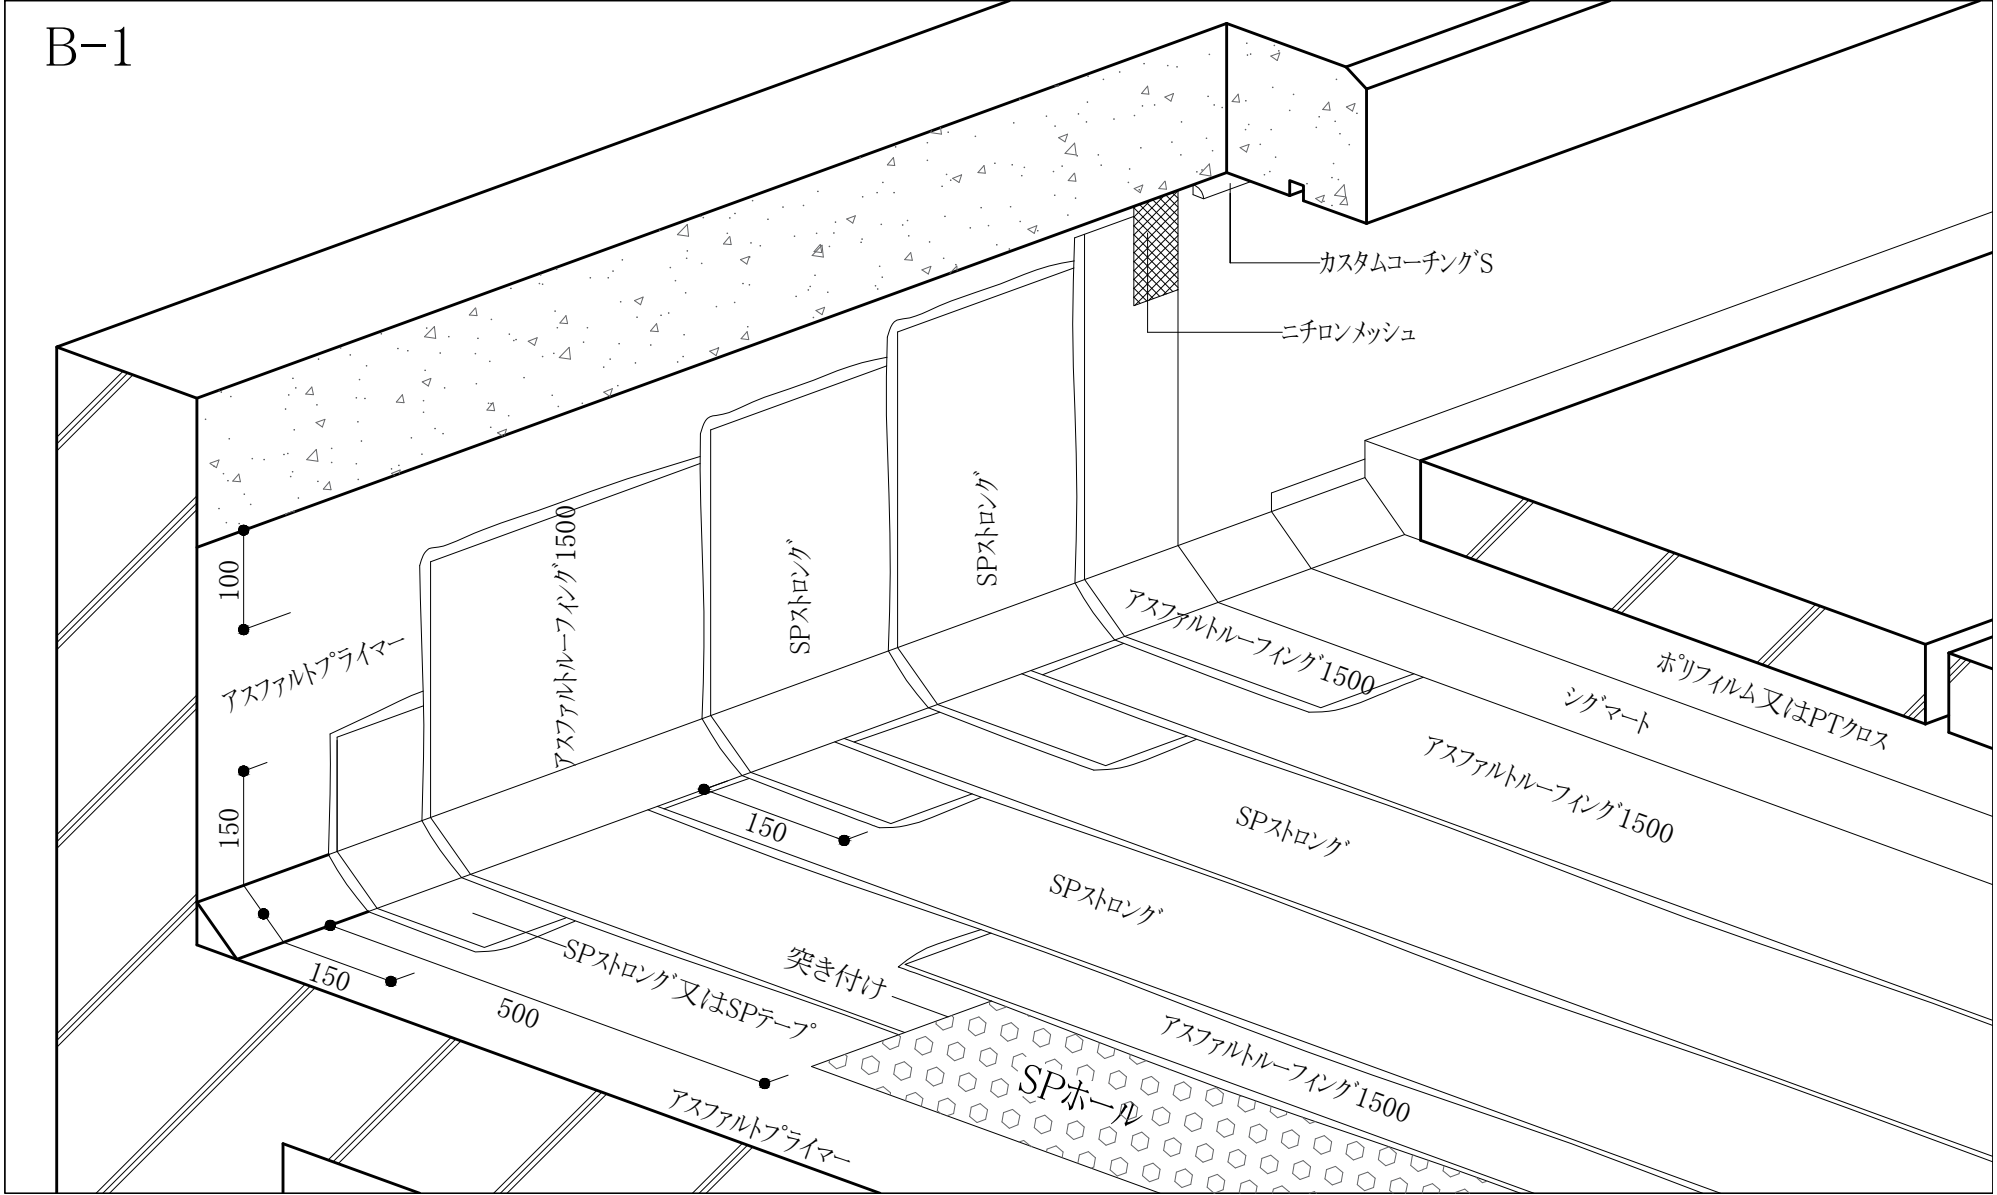 B-1
カスタムコーチングS
ニチロンメッシュ
アスファルトルーフィング1500
SPストロング
SPストロング
100
アスファルトプライマー
アスファルトルーフィング1500
ポリフィルム又はPTクロス
シグマート
アスファルトルーフィング1500
SPストロング
150
150
SPストロング
突き付け
SPストロング又はSPテープ
150
500
アスファルトルーフィング1500
SPホール
アスファルトプライマー